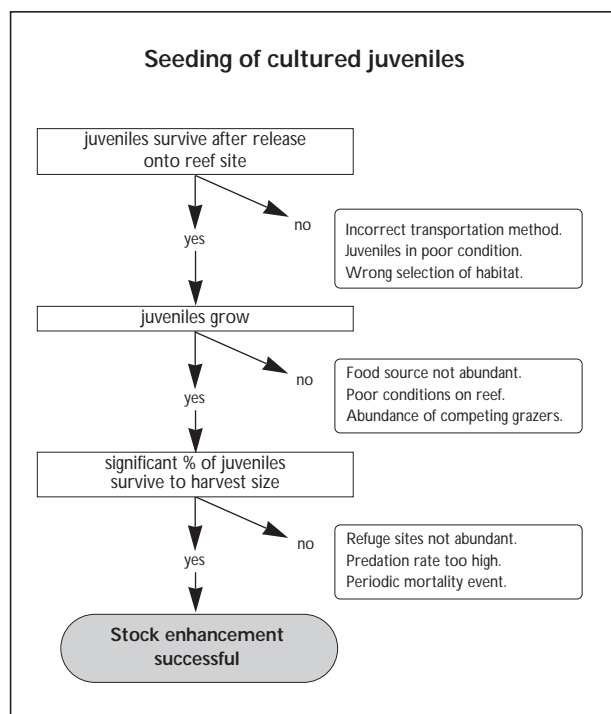 Seeding of cultured juveniles
juveniles survive after release
onto reef site
no
yes
Incorrect transportation method.
Juveniles in poor condition.
Wrong selection of habitat.
juveniles grow
no
yes
Food source not abundant.
Poor conditions on reef.
Abundance of competing grazers.
significant % of juveniles
survive to harvest size
no
yes
Refuge sites not abundant.
Predation rate too high.
Periodic mortality event.
Stock enhancement
successful